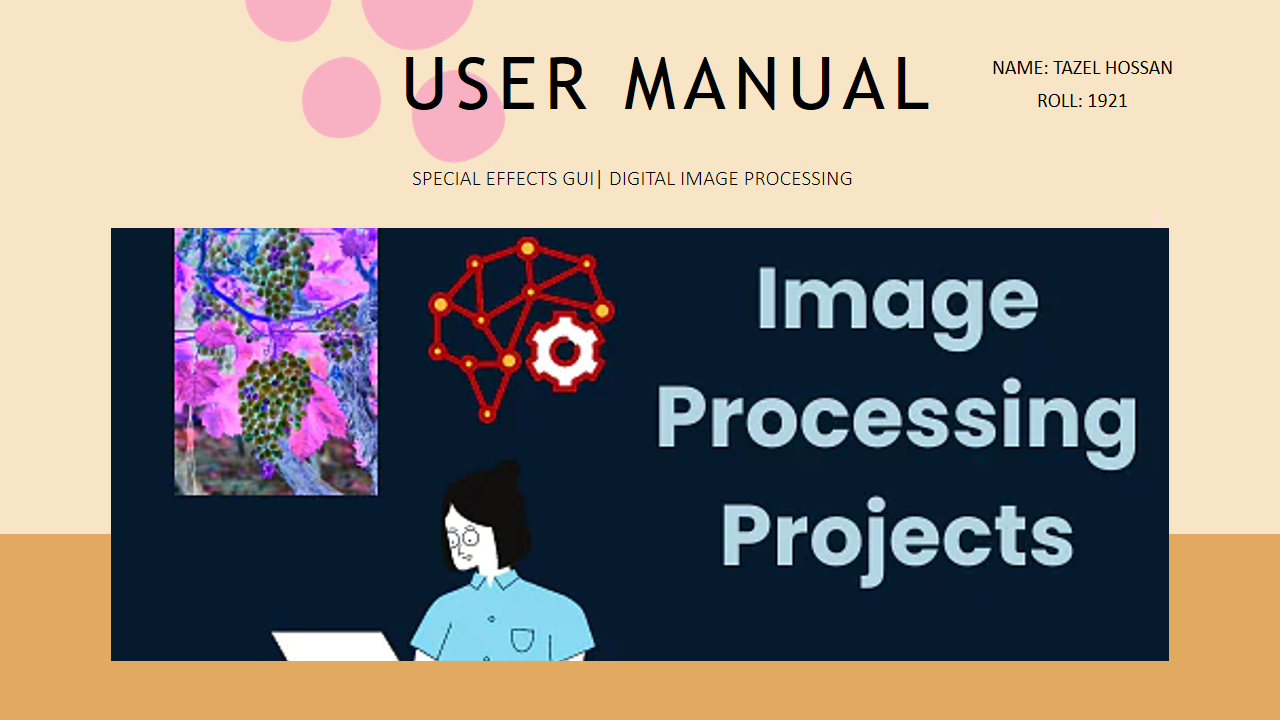 USER MANUAL
NAME: TAZEL HOSSAN
ROLL: 1921
SPECIAL EFFECTS GUI| DIGITAL IMAGE PROCESSING
Image
Processing
Projects